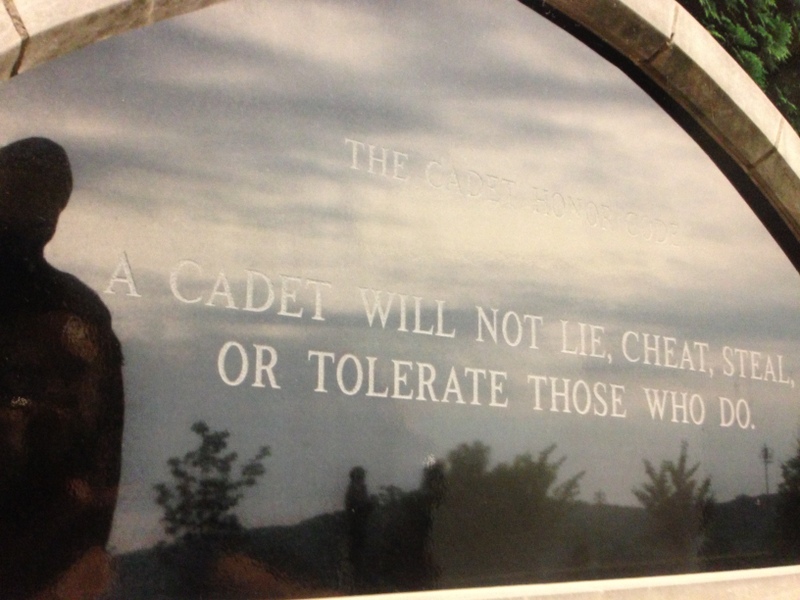 THE CADET HONOR CODE
A CADET WILL NOT LIE, CHEAT, STEAL,
OR TOLERATE THOSE WHO DO.